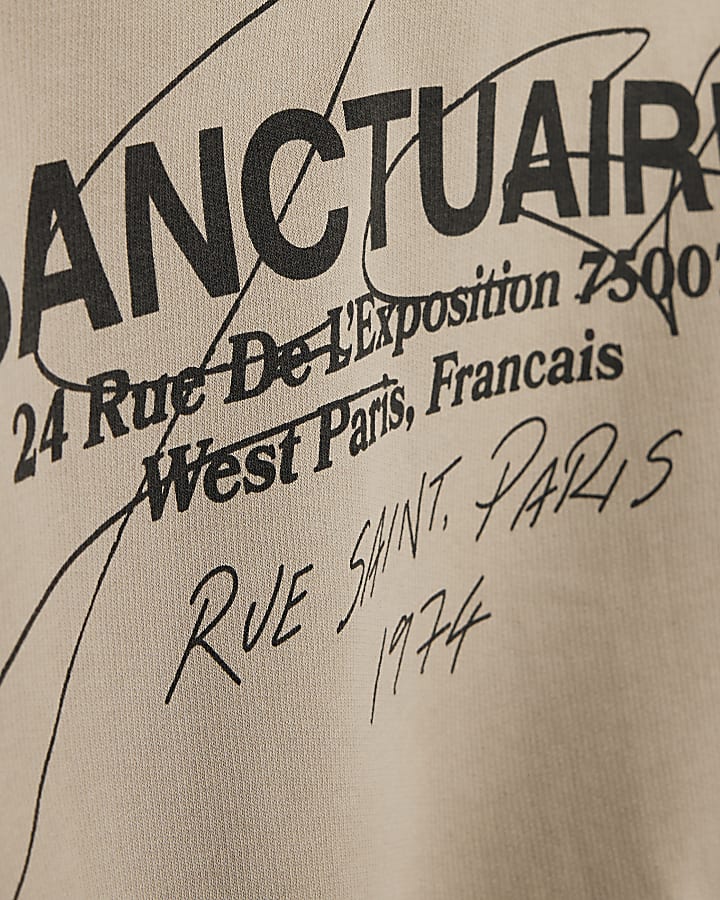 SANCTUAIR
24 Rue De L'Exposition 7500
West Paris, Francais
RUE SAINT, PARIS
1974